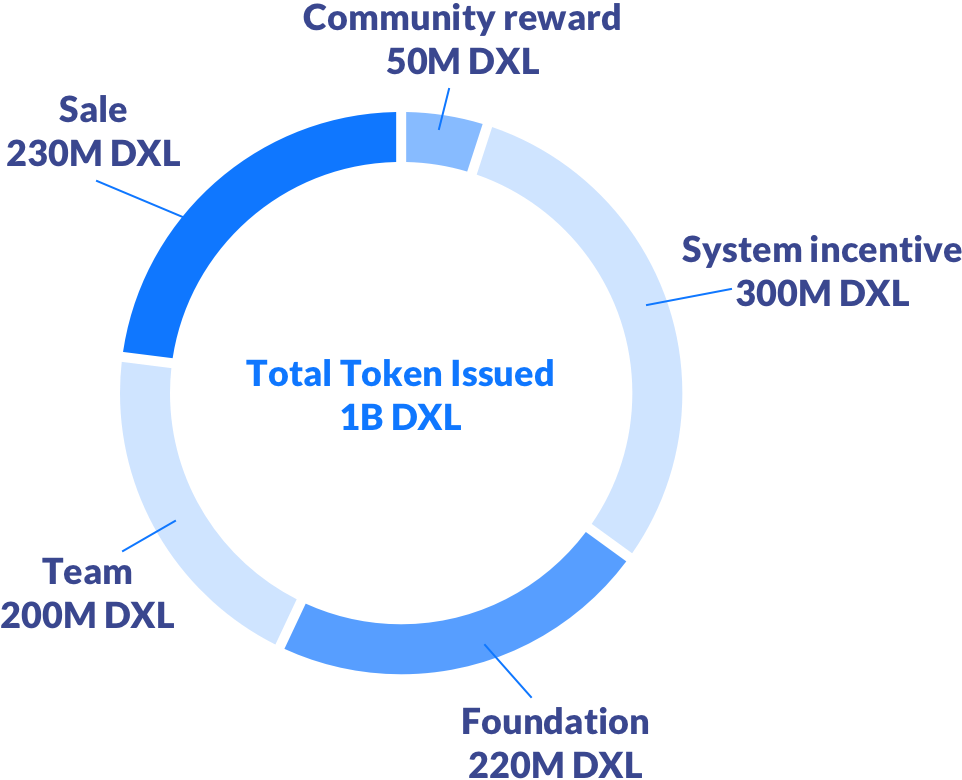 Community reward
50M DXL
Sale
230M DXL
System incentive
300M DXL
Total Token Issued
1B DXL
Team
200M DXL
Foundation
220M DXL